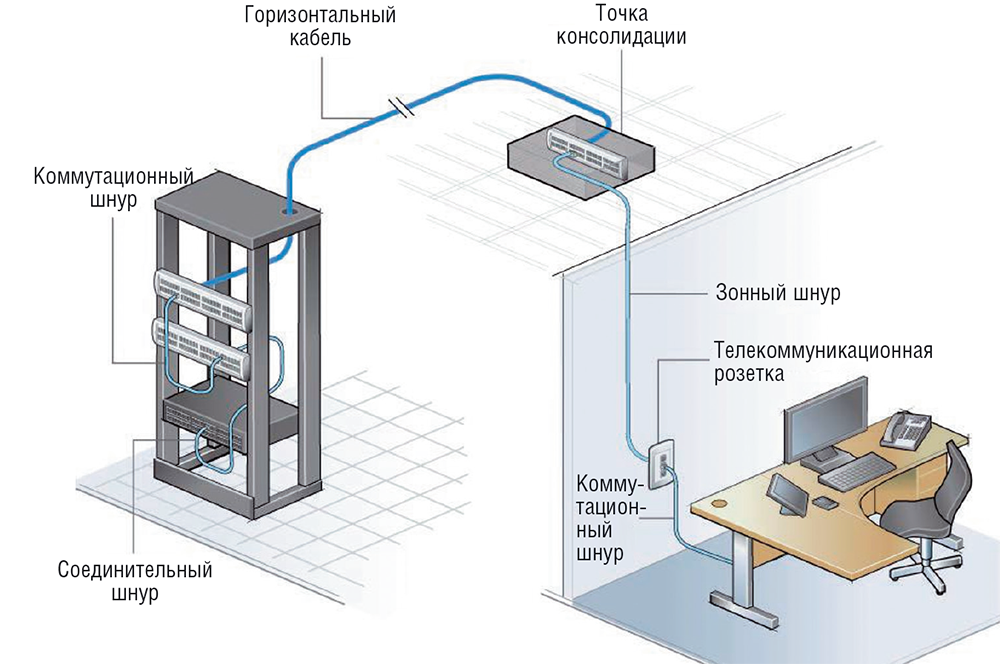 Горизонтальный
кабель
Точка
консолидации
Коммутационный
шнур
Зонный шнур
Телекоммуникационная
розетка
Комму-
тацион-
ный
шнур
Соединительный
шнур